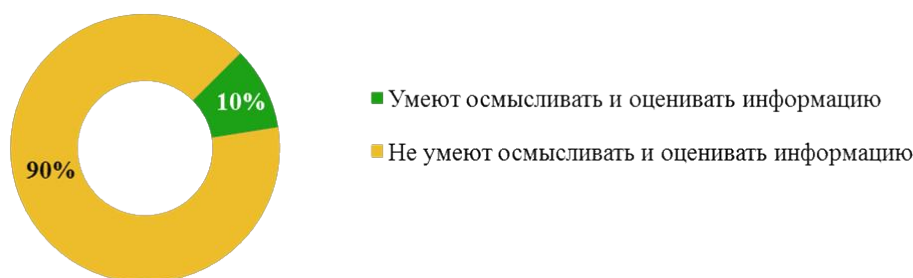 10%
Умеют осмысливать и оценивать информацию
Не умеют осмысливать и оценивать информацию
90%